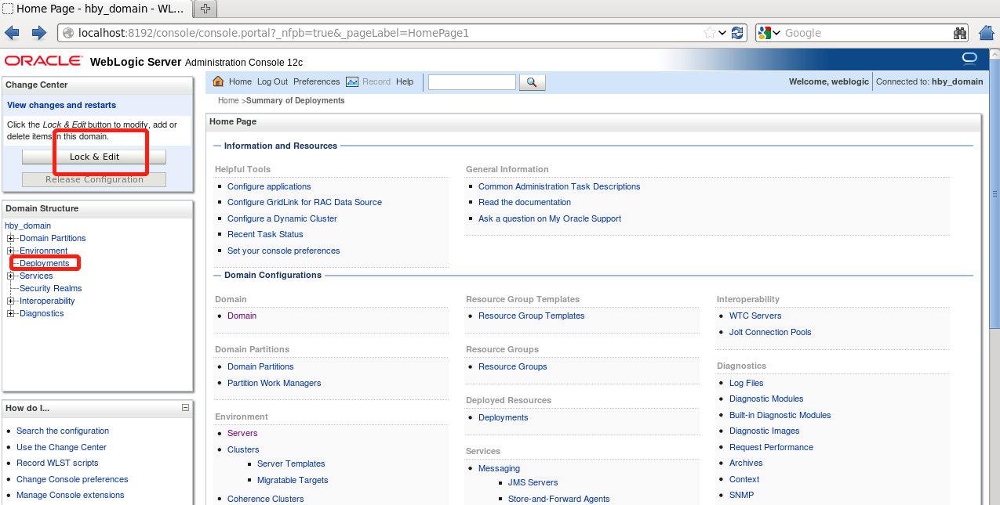 Home Page - hby_domain - WL...
localhost:8192/console/console.portal?_nfpb=true&_pageLabel=HomePage1
Google
ORACLE WebLogic Server Administration Console 12c
Change Center
View changes and restarts
Click the Lock & Edit button to modify, add or
delete items in this domain.
Lock & Edit
Release Configuration
Domain Structure
hby_domain
Domain Partitions
Environment
Deployments
Services
Security Realms
Interoperability
Diagnostics
How do I...
Search the configuration
Use the Change Center
Record WLST scripts
Change Console preferences
Manage Console extensions
Home Log Out Preferences Record Help
Welcome, weblogic Connected to: hby_domain
Home >Summary of Deployments
Home Page
Information and Resources
Helpful Tools
Configure applications
Configure GridLink for RAC Data Source
Configure a Dynamic Cluster
Recent Task Status
Set your console preferences
General Information
Common Administration Task Descriptions
Read the documentation
Ask a question on My Oracle Support
Domain Configurations
Domain
Domain
Domain Partitions
Domain Partitions
Partition Work Managers
Environment
Servers
Clusters
Server Templates
Migratable Targets
Coherence Clusters
Resource Group Templates
Resource Group Templates
Resource Groups
Resource Groups
Deployed Resources
Deployments
Services
Messaging
JMS Servers
Store-and-Forward Agents
Interoperability
WTC Servers
Jolt Connection Pools
Diagnostics
Log Files
Diagnostic Modules
Built-in Diagnostic Modules
Diagnostic Images
Request Performance
Archives
Context
SNMP